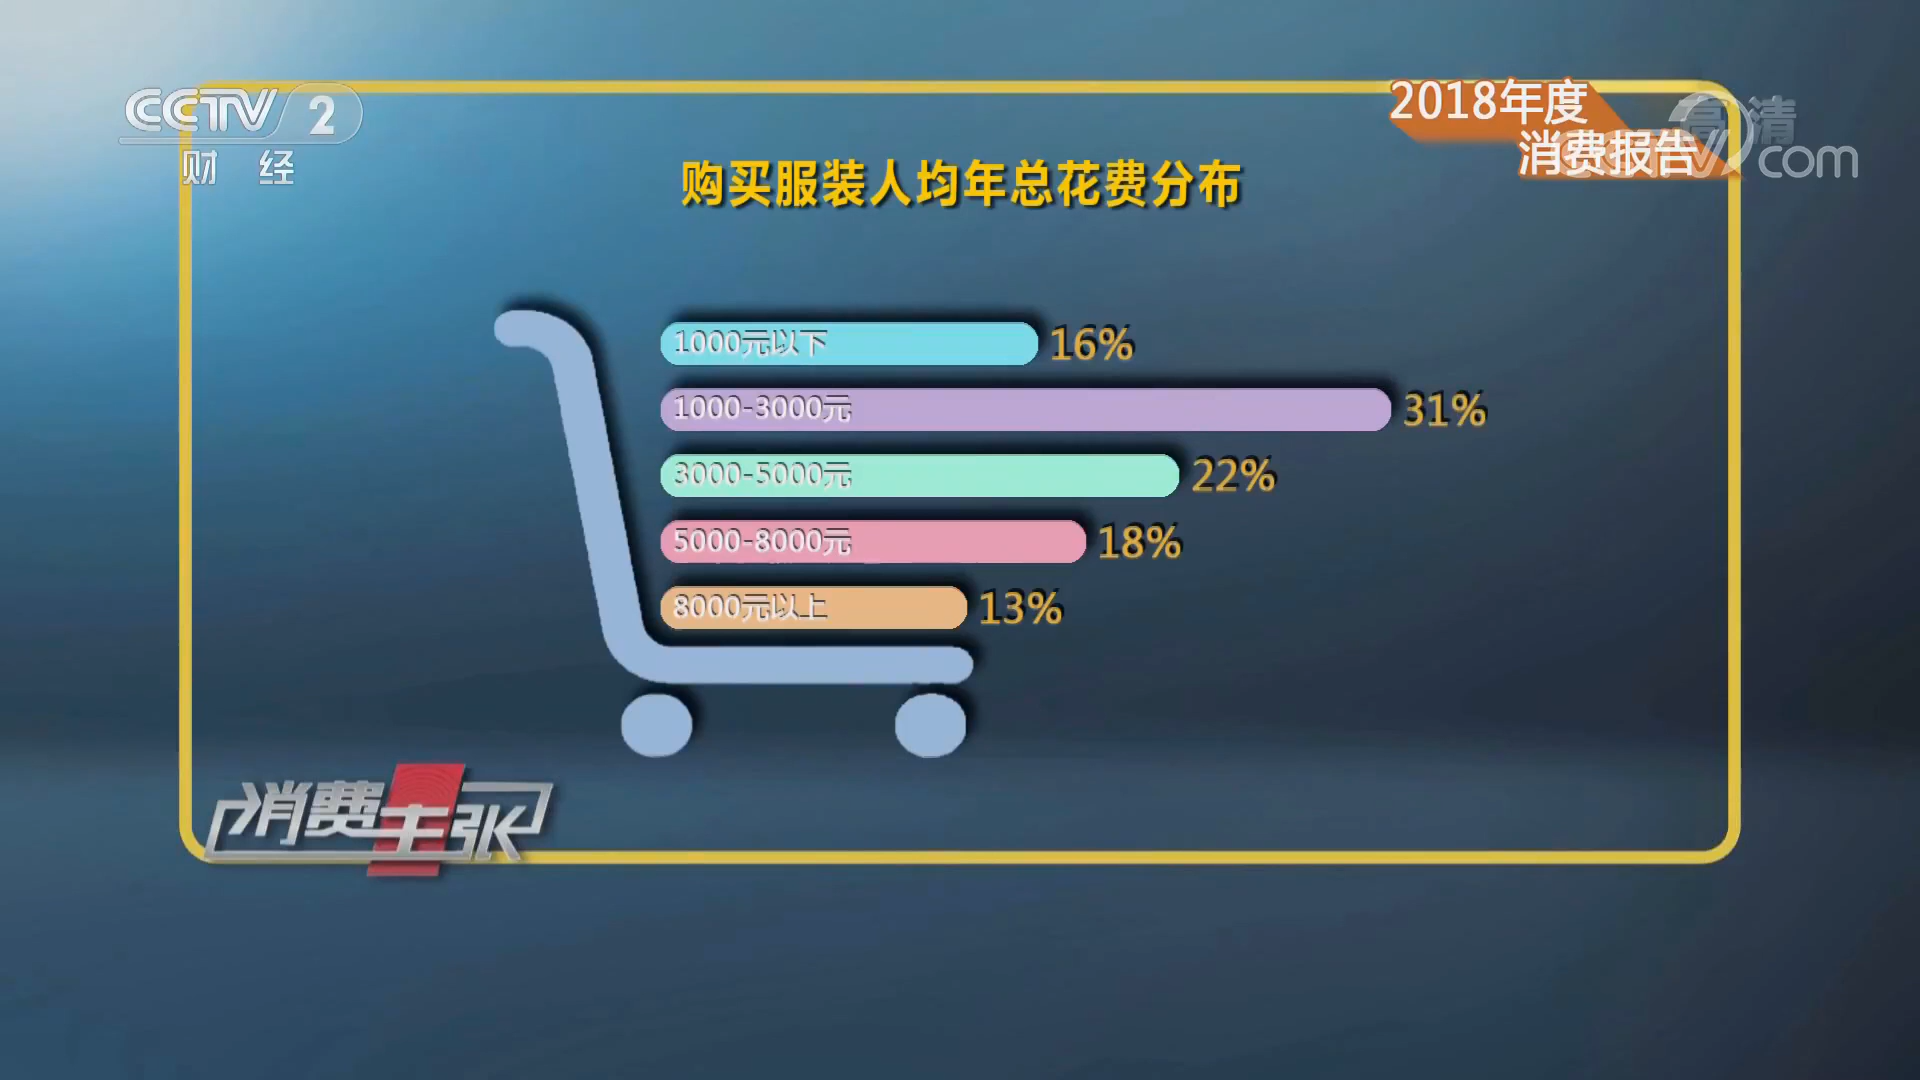 CCTV 2
财 经
2018年度
消费报告
高清
com
购买服装人均年总花费分布
1000元以下 16%
1000-3000元 31%
3000-5000元 22%
5000-8000元 18%
8000元以上 13%
消费主张